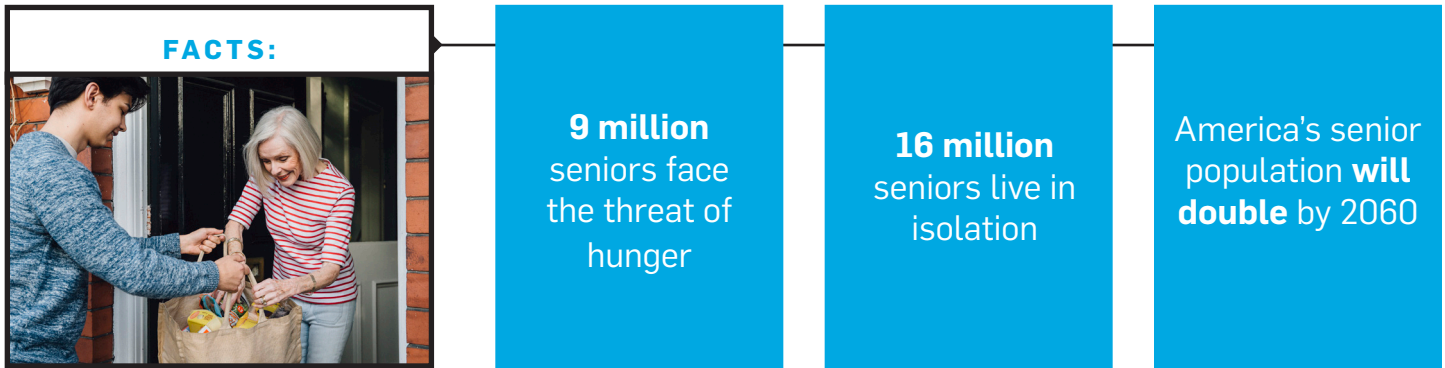 FACTS:
9 million
seniors face
the threat of
hunger
16 million
seniors live in
isolation
America’s senior
population will
double by 2060